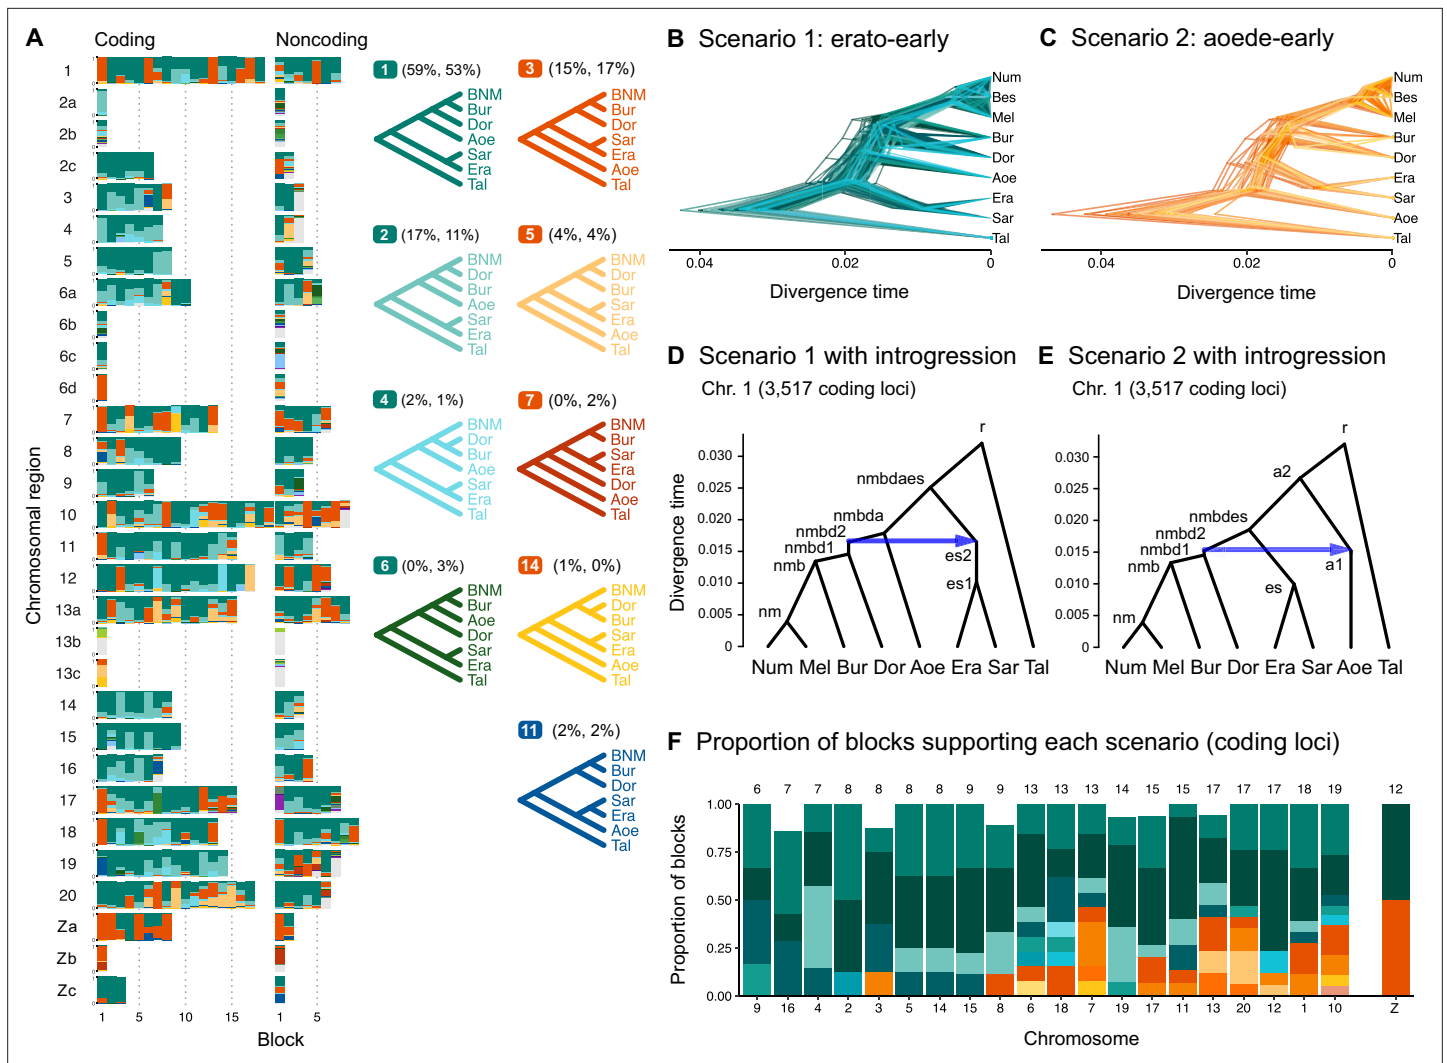 A
Coding
Noncoding
Chromosomal region
1
2a
2b
2c
3
4
5
6a
6b
6c
6d
7
8
9
10
11
12
13a
13b
13c
14
15
16
17
18
19
20
Za
Zb
Zc
1 5 10 15 1 5
Block
1 (59%, 53%)
BNM
Bur
Dor
Aoe
Sar
Era
Tal
3 (15%, 17%)
BNM
Bur
Dor
Sar
Era
Aoe
Tal
2 (17%, 11%)
BNM
Dor
Bur
Aoe
Sar
Era
Tal
5 (4%, 4%)
BNM
Dor
Bur
Sar
Era
Aoe
Tal
4 (2%, 1%)
BNM
Dor
Bur
Aoe
Sar
Era
Tal
7 (0%, 2%)
BNM
Bur
Sar
Era
Dor
Aoe
Tal
6 (0%, 3%)
BNM
Bur
Aoe
Dor
Sar
Era
Tal
14 (1%, 0%)
BNM
Dor
Bur
Sar
Era
Aoe
Tal
11 (2%, 2%)
BNM
Bur
Dor
Sar
Era
Aoe
Tal
B Scenario 1: erato-early
Num
Bes
Mel
Bur
Dor
Aoe
Era
Sar
Tal
0.04 0.02 0
Divergence time
C Scenario 2: aoede-early
Num
Bes
Mel
Bur
Dor
Era
Sar
Aoe
Tal
0.04 0.02 0
Divergence time
D Scenario 1 with introgression
Chr. 1 (3,517 coding loci)
Divergence time
0.030
0.025
0.020
0.015
0.010
0.005
0
r
nmbdaes
nmbda
nmbd2
nmbd1
nmb
es2
es1
nm
Num Mel Bur Dor Aoe Era Sar Tal
E Scenario 2 with introgression
Chr. 1 (3,517 coding loci)
0.030
0.025
0.020
0.015
0.010
0.005
0
r
a2
nmbdes
nmbd2
nmbd1
nmb
a1
es
nm
Num Mel Bur Dor Era Sar Aoe Tal
F Proportion of blocks supporting each scenario (coding loci)
6 7 7 8 8 8 8 9 9 13 13 13 14 15 15 17 17 17 18 19 12
Proportion of blocks
1.00
0.75
0.50
0.25
0.00
9 16 4 2 3 5 14 15 8 6 18 7 19 17 11 13 20 12 1 10 Z
Chromosome